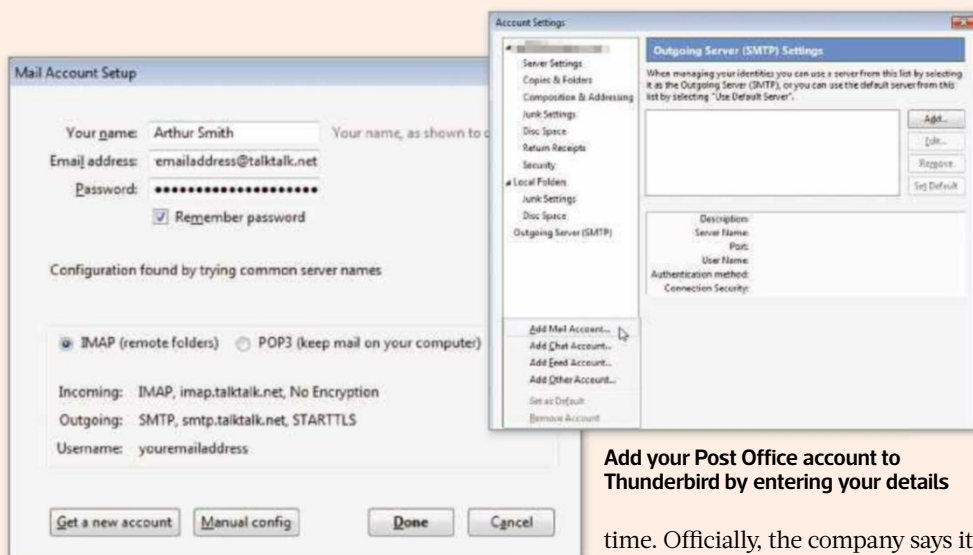 Mail Account Setup
Your name: Arthur Smith Your name, as shown to
Email address: emailaddress@talktalk.net
Password: ••••••••••••••••••••
Remember password
Configuration found by trying common server names
IMAP (remote folders) POP3 (keep mail on your computer)
Incoming: IMAP, imap.talktalk.net, No Encryption
Outgoing: SMTP, smtp.talktalk.net, STARTTLS
Username: youremailaddress
Get a new account Manual config Done Cancel
Account Settings
Server Settings
Copies & Folders
Composition & Addressing
Junk Settings
Disc Space
Return Receipts
Security
Local Folders
Junk Settings
Disc Space
Outgoing Server (SMTP)
Add Mail Account...
Add Chat Account...
Add Feed Account...
Add Other Account...
Set as Default
Remove Account
Outgoing Server (SMTP) Settings
When managing your identities you can use a server from this list by selecting
it as the Outgoing Server (SMTP), or you can use the default server from this
list by selecting "Use Default Server".
Add...
Edit...
Remove
Set Default
Description:
Server Name:
Port:
User Name:
Authentication method:
Connection Security:
Add your Post Office account to
Thunderbird by entering your details
time. Officially, the company says it